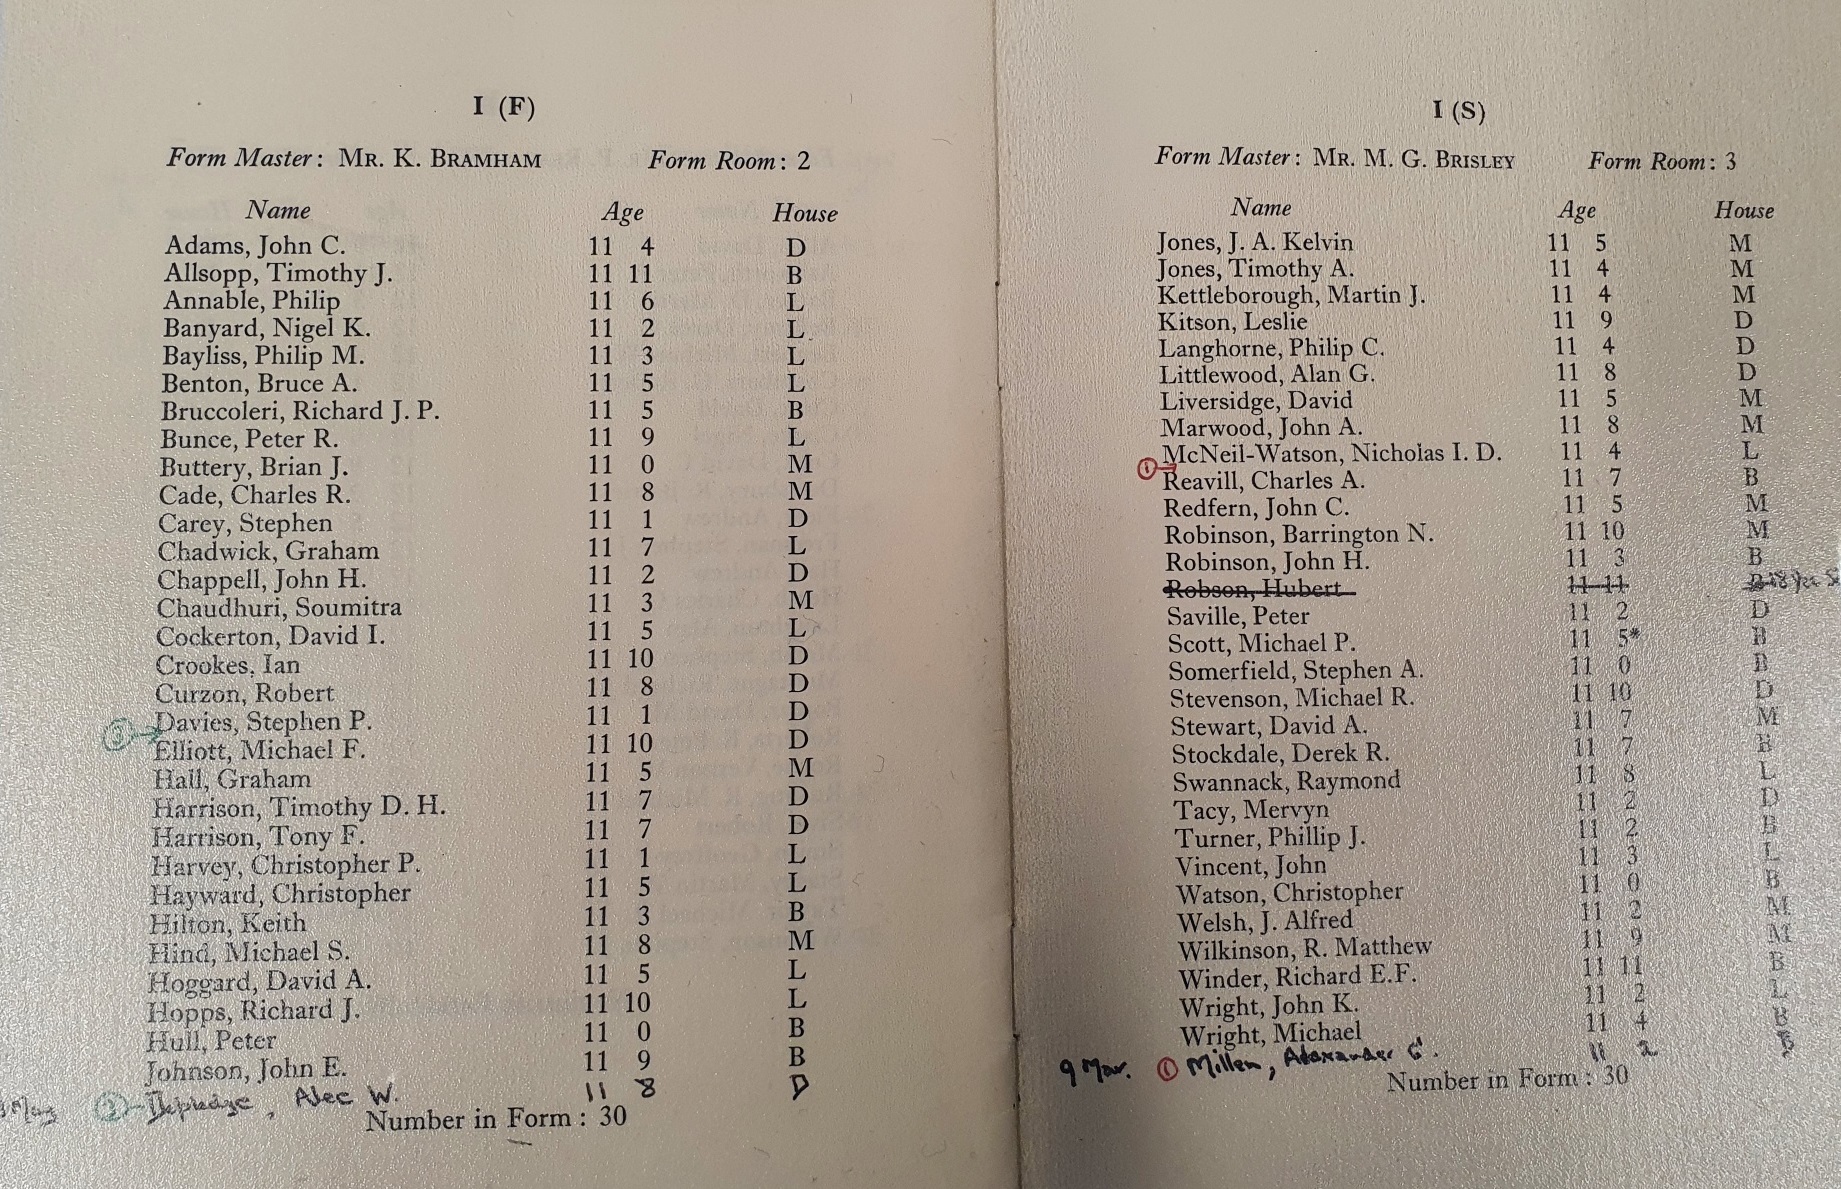 I (F)
Form Master: MR. K. BRAMHAM Form Room: 2
Name Age House
Adams, John C. 11 4 D
Allsopp, Timothy J. 11 11 B
Annable, Philip 11 6 L
Banyard, Nigel K. 11 2 L
Bayliss, Philip M. 11 3 L
Benton, Bruce A. 11 5 L
Bruccoleri, Richard J. P. 11 5 B
Bunce, Peter R. 11 9 L
Buttery, Brian J. 11 0 M
Cade, Charles R. 11 8 M
Carey, Stephen 11 1 D
Chadwick, Graham 11 7 L
Chappell, John H. 11 2 D
Chaudhuri, Soumitra 11 3 M
Cockerton, David I. 11 5 L
Crookes, Ian 11 10 D
Curzon, Robert 11 8 D
Davies, Stephen P. 11 1 D
Elliott, Michael F. 11 10 D
Hall, Graham 11 5 M
Harrison, Timothy D. H. 11 7 D
Harrison, Tony F. 11 7 D
Harvey, Christopher P. 11 1 L
Hayward, Christopher 11 5 L
Hilton, Keith 11 3 B
Hind, Michael S. 11 8 M
Hoggard, David A. 11 5 L
Hopps, Richard J. 11 10 L
Hull, Peter 11 0 B
Johnson, John E. 11 9 B
Depledge, Alec W. 11 8 D
Number in Form : 30
I (S)
Form Master: MR. M. G. BRISLEY Form Room: 3
Name Age House
Jones, J. A. Kelvin 11 5 M
Jones, Timothy A. 11 4 M
Kettleborough, Martin J. 11 4 M
Kitson, Leslie 11 9 D
Langhorne, Philip C. 11 4 D
Littlewood, Alan G. 11 8 D
Liversidge, David 11 5 M
Marwood, John A. 11 8 M
McNeil-Watson, Nicholas I. D. 11 4 L
① Reavill, Charles A. 11 7 B
Redfern, John C. 11 5 M
Robinson, Barrington N. 11 10 M
Robinson, John H. 11 3 B
Robson, Hubert 11 11 B
Saville, Peter 11 2 D
Scott, Michael P. 11 5* B
Somerfield, Stephen A. 11 0 B
Stevenson, Michael R. 11 10 D
Stewart, David A. 11 7 M
Stockdale, Derek R. 11 7 B
Swannack, Raymond 11 8 L
Tacy, Mervyn 11 2 D
Turner, Phillip J. 11 2 B
Vincent, John 11 3 L
Watson, Christopher 11 0 B
Welsh, J. Alfred 11 2 M
Wilkinson, R. Matthew 11 9 M
Winder, Richard E.F. 11 11 B
Wright, John K. 11 2 L
Wright, Michael 11 4 B
9 Mar. ① Millen, Alexander G. 11 2 B
Number in Form : 30